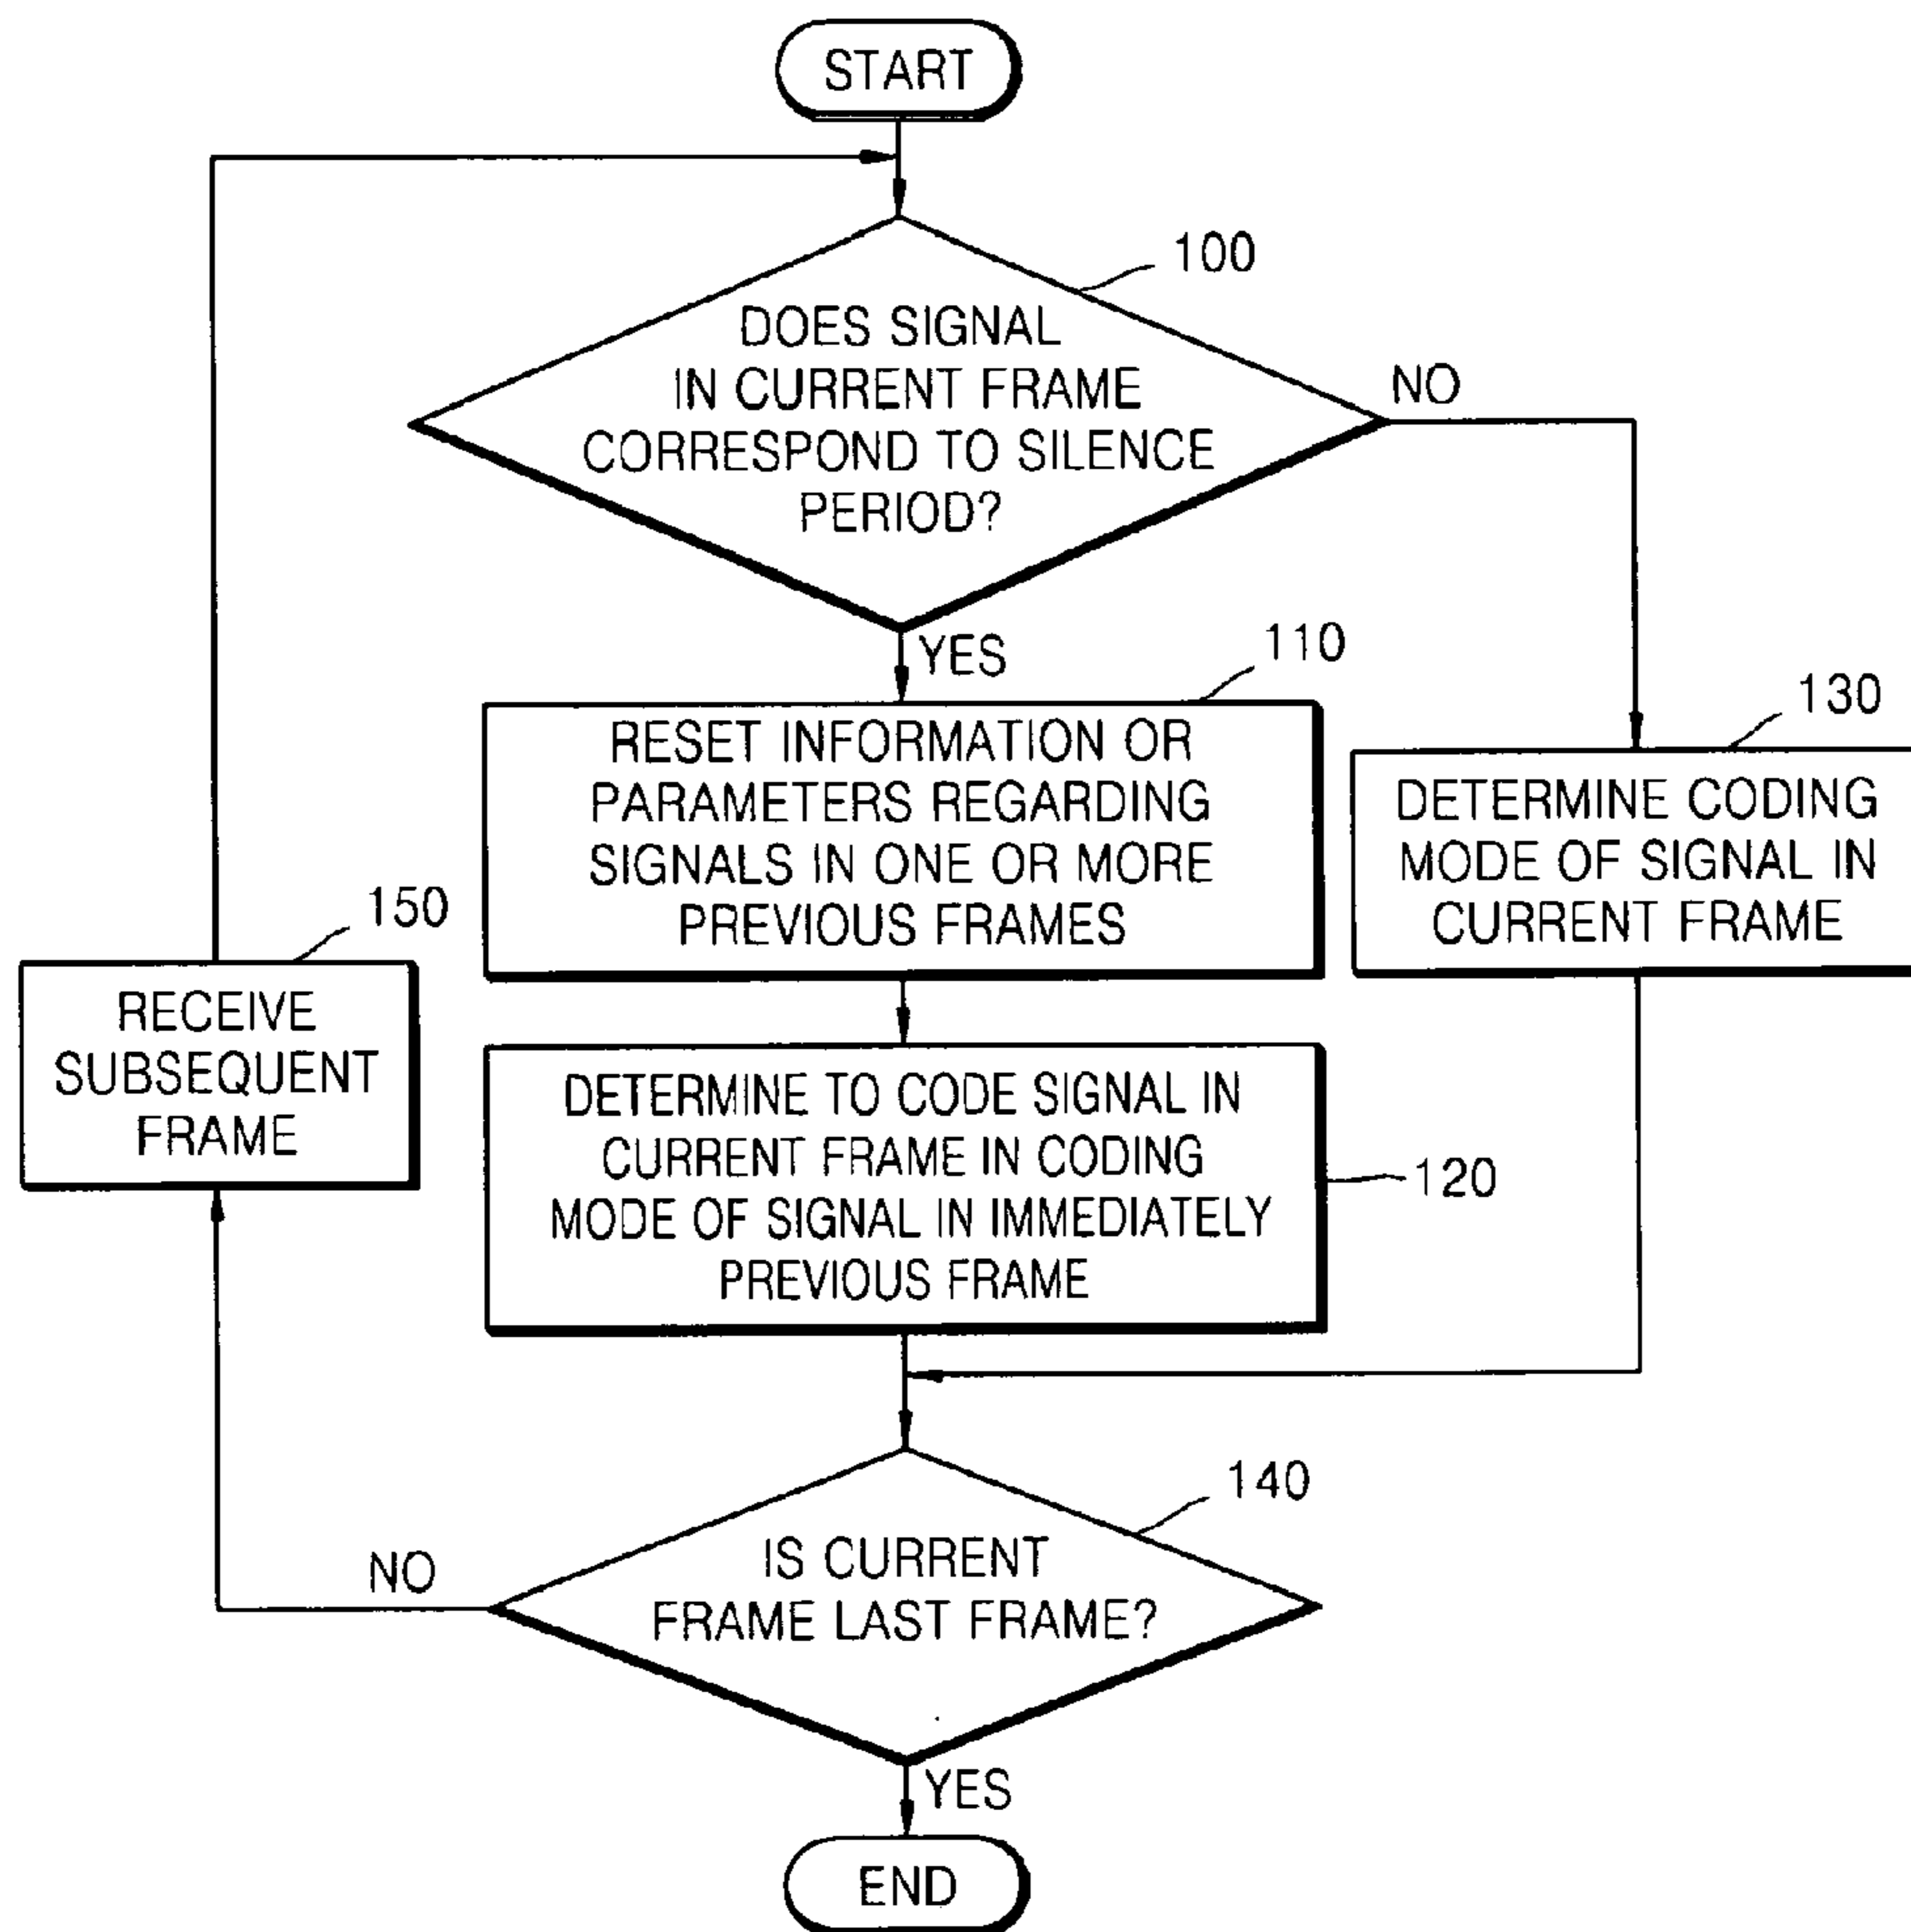 START
100
DOES SIGNAL
IN CURRENT FRAME
CORRESPOND TO SILENCE
PERIOD?
NO
YES
110
RESET INFORMATION OR
PARAMETERS REGARDING
SIGNALS IN ONE OR MORE
PREVIOUS FRAMES
130
DETERMINE CODING
MODE OF SIGNAL IN
CURRENT FRAME
150
RECEIVE
SUBSEQUENT
FRAME
DETERMINE TO CODE SIGNAL IN
CURRENT FRAME IN CODING
MODE OF SIGNAL IN IMMEDIATELY
PREVIOUS FRAME
120
140
IS CURRENT
FRAME LAST FRAME?
NO
YES
END